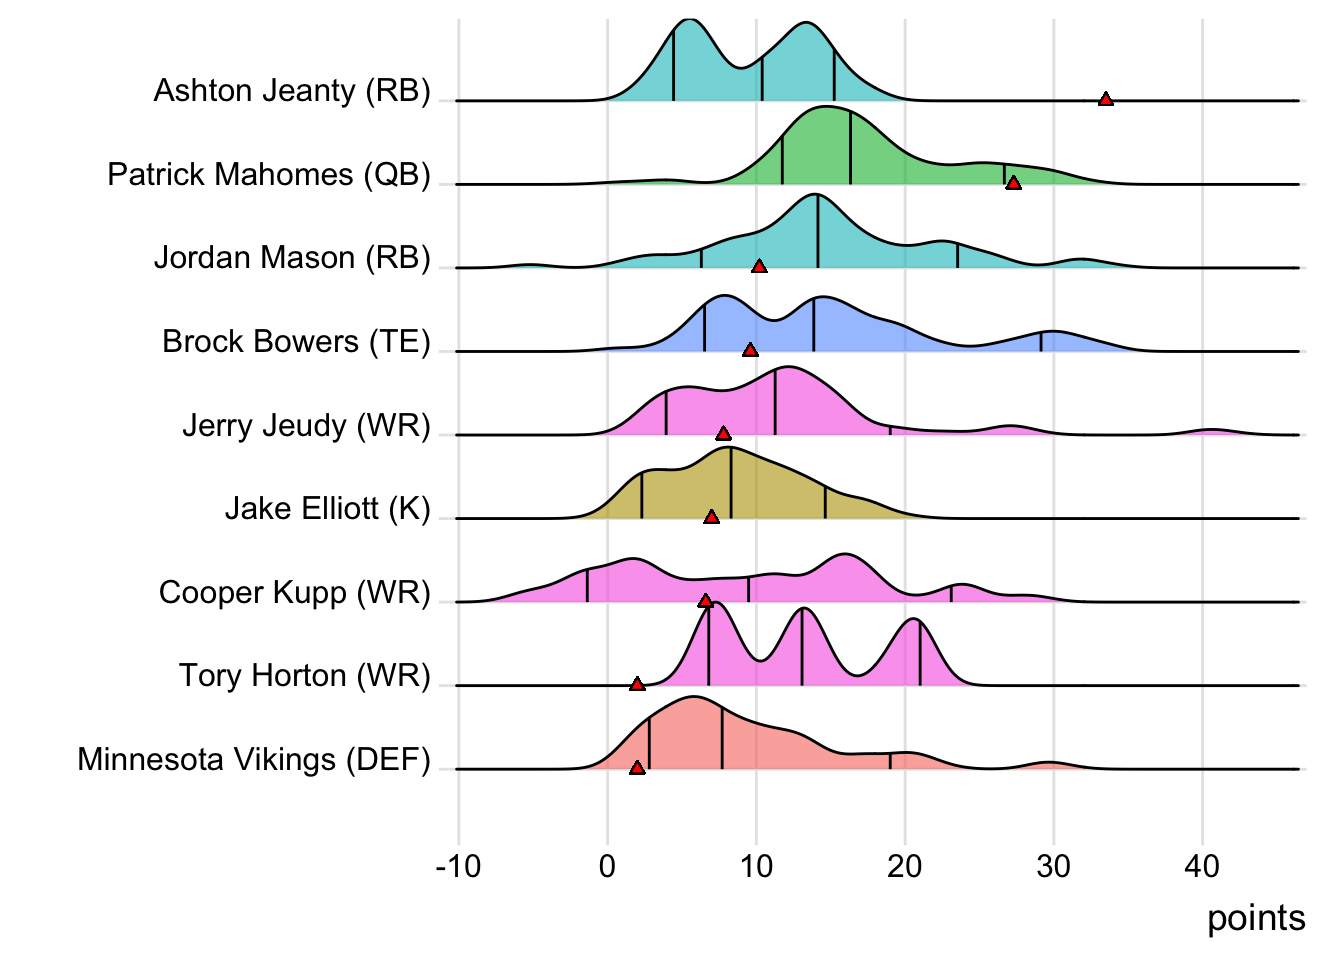 Ashton Jeanty (RB)
Patrick Mahomes (QB)
Jordan Mason (RB)
Brock Bowers (TE)
Jerry Jeudy (WR)
Jake Elliott (K)
Cooper Kupp (WR)
Tory Horton (WR)
Minnesota Vikings (DEF)
-10 0 10 20 30 40
points